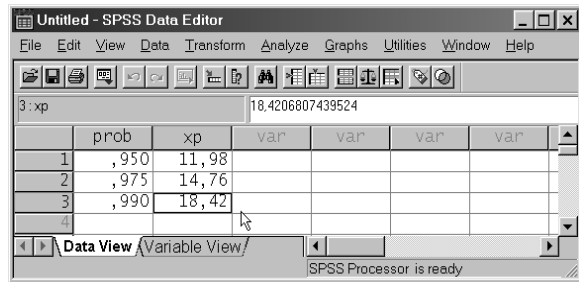 Untitled - SPSS Data Editor
File Edit View Data Transform Analyze Graphs Utilities Window Help
3 : xp 18,4206807439524
prob xp var var var var
1 ,950 11,98
2 ,975 14,76
3 ,990 18,42
4
Data View Variable View
SPSS Processor is ready